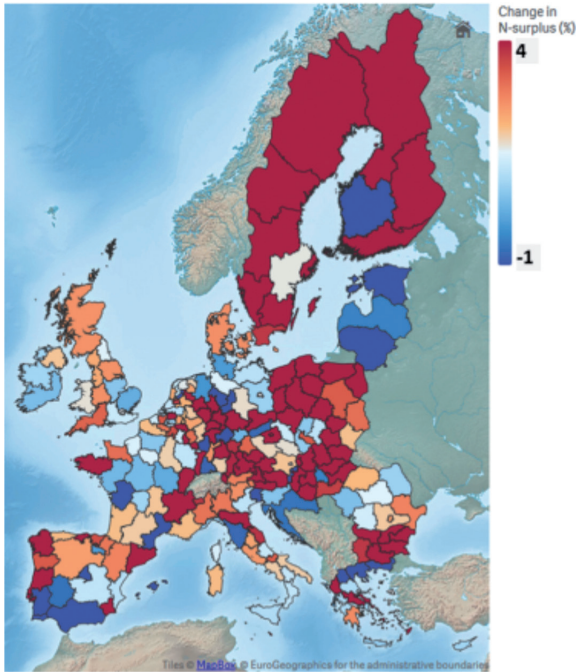 Change in
N-surplus (%)
4
-1
Tiles © MapBox, © EuroGeographics for the administrative boundaries